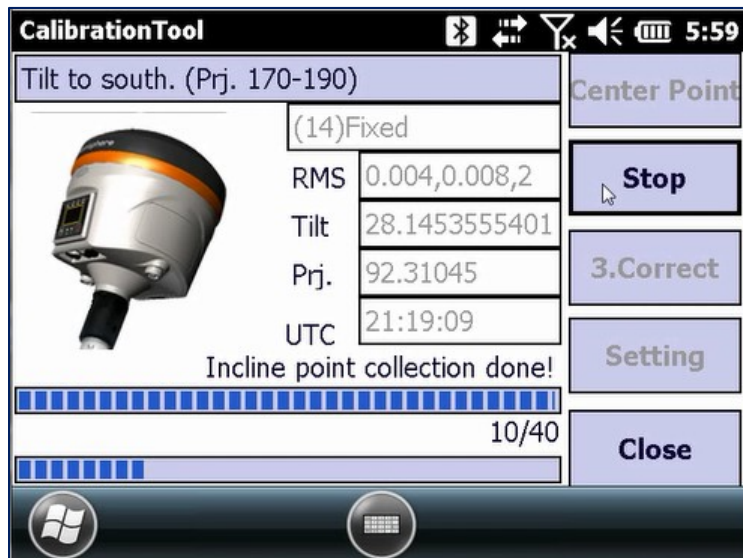 CalibrationTool 5:59
Tilt to south. (Prj. 170-190)
Center Point
(14)Fixed
RMS 0.004,0.008,2
Stop
Tilt 28.1453555401
Prj. 92.31045
3.Correct
UTC 21:19:09
Incline point collection done!
Setting
10/40
Close